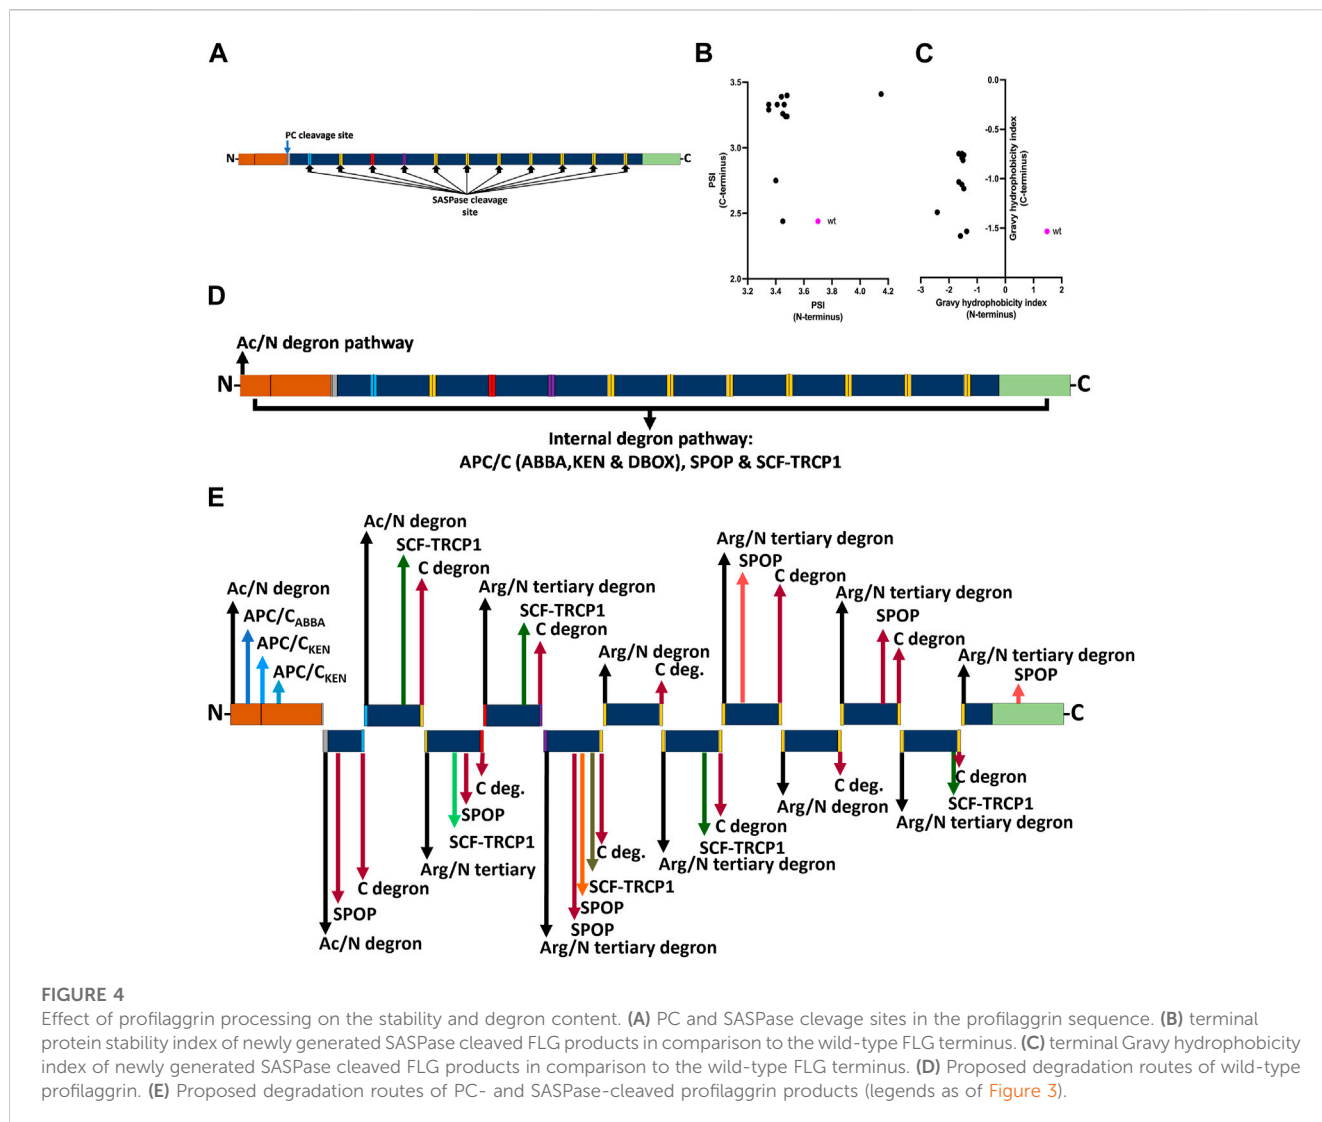 A
PC cleavage site
N
C
SASPase cleavage
site
B
3.5
3.0
2.5
2.0
PSI
(C-terminus)
wt
3.2 3.4 3.6 3.8 4.0 4.2
PSI
(N-terminus)
C
0.0
-0.5
-1.0
-1.5
Gravy hydrophobicity index
(C-terminus)
wt
-3 -2 -1 0 1 2
Gravy hydrophobicity index
(N-terminus)
D
Ac/N degron pathway
N
C
Internal degron pathway:
APC/C (ABBA,KEN & DBOX), SPOP & SCF-TRCP1
E
Ac/N degron
APC/CABBA
APC/CKEN
APC/CKEN
Ac/N degron
SCF-TRCP1
C degron
Arg/N tertiary degron
SCF-TRCP1
C degron
Arg/N degron
C deg.
Arg/N tertiary degron
SPOP
C degron
Arg/N tertiary degron
SPOP
C degron
Arg/N tertiary degron
SPOP
N
C
C degron
SPOP
Ac/N degron
C deg.
SPOP
SCF-TRCP1
Arg/N tertiary
C deg.
SCF-TRCP1
SPOP
SPOP
Arg/N tertiary degron
C degron
SCF-TRCP1
Arg/N tertiary degron
C deg.
Arg/N degron
C degron
SCF-TRCP1
Arg/N tertiary degron
FIGURE 4
Effect of profilaggrin processing on the stability and degron content. (A) PC and SASPase clevage sites in the profilaggrin sequence. (B) terminal
protein stability index of newly generated SASPase cleaved FLG products in comparison to the wild-type FLG terminus. (C) terminal Gravy hydrophobicity
index of newly generated SASPase cleaved FLG products in comparison to the wild-type FLG terminus. (D) Proposed degradation routes of wild-type
profilaggrin. (E) Proposed degradation routes of PC- and SASPase-cleaved profilaggrin products (legends as of Figure 3).